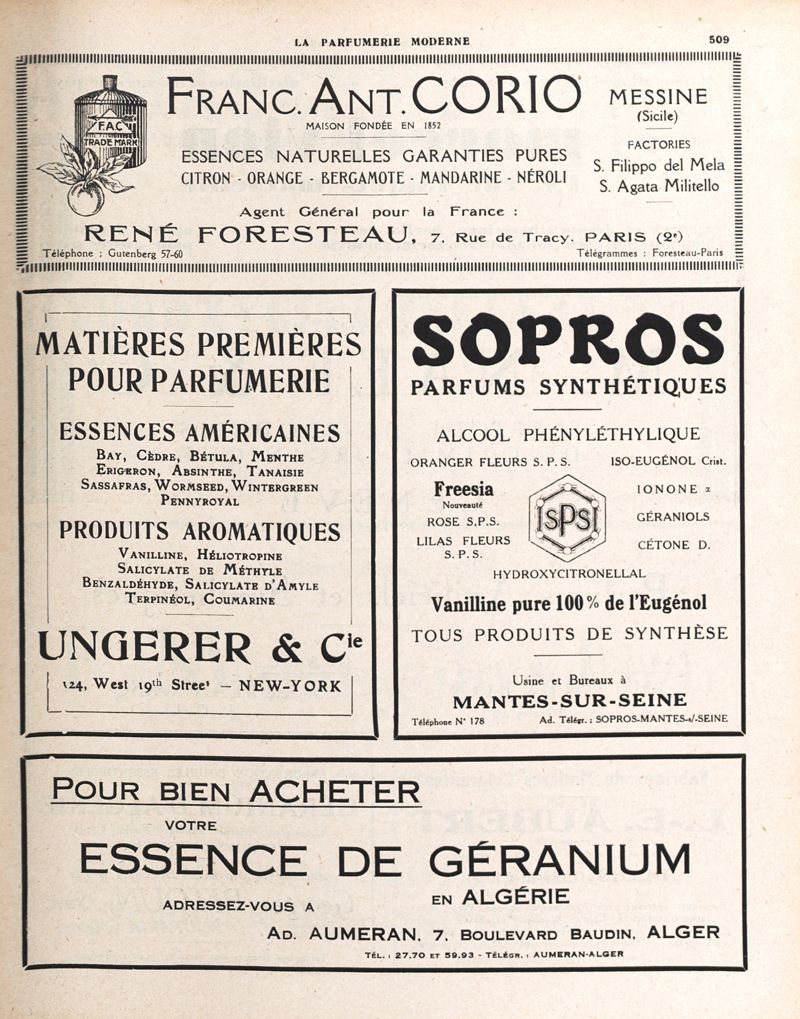 LA PARFUMERIE MODERNE
509
F.A.C
TRADE MARK
FRANC. ANT. CORIO
MAISON FONDÉE EN 1852
ESSENCES NATURELLES GARANTIES PURES
CITRON - ORANGE - BERGAMOTE - MANDARINE - NÉROLI
MESSINE
(Sicile)
FACTORIES
S. Filippo del Mela
S. Agata Militello
Agent Général pour la France :
RENÉ FORESTEAU, 7, Rue de Tracy. PARIS (2e)
Téléphone : Gutenberg 57-60
Télégrammes : Foresteau-Paris
MATIÈRES PREMIÈRES
POUR PARFUMERIE
ESSENCES AMÉRICAINES
BAY, CÈDRE, BÉTULA, MENTHE
ERIGERON, ABSINTHE, TANAISIE
SASSAFRAS, WORMSEED, WINTERGREEN
PENNYROYAL
PRODUITS AROMATIQUES
VANILLINE, HÉLIOTROPINE
SALICYLATE DE MÉTHYLE
BENZALDÉHYDE, SALICYLATE D'AMYLE
TERPINÉOL, COUMARINE
UNGERER & Cie
124, West 19th Street — NEW-YORK
SOPROS
PARFUMS SYNTHÉTIQUES
ALCOOL PHÉNYLÉTHYLIQUE
ORANGER FLEURS S. P. S.
ISO-EUGÉNOL Crist.
Freesia
Nouveauté
ROSE S.P.S.
LILAS FLEURS
S. P. S.
SPS
IONONE α
GÉRANIOLS
CÉTONE D.
HYDROXYCITRONELLAL
Vanilline pure 100 % de l'Eugénol
TOUS PRODUITS DE SYNTHÈSE
Usine et Bureaux à
MANTES-SUR-SEINE
Téléphone N° 178
Ad. Télégr. : SOPROS-MANTES-s/-SEINE
POUR BIEN ACHETER
VOTRE
ESSENCE DE GÉRANIUM
EN ALGÉRIE
ADRESSEZ-VOUS A
AD. AUMERAN, 7, BOULEVARD BAUDIN, ALGER
TÉL. : 27.70 ET 59.93 - TÉLÉGR. : AUMERAN-ALGER